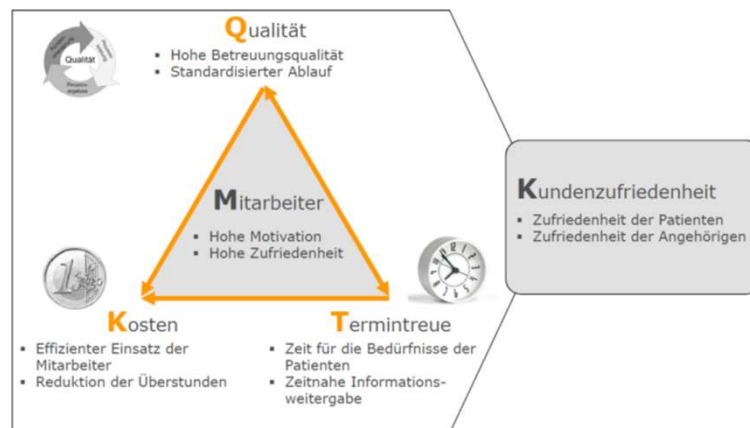 Qualität
▪ Hohe Betreuungsqualität
▪ Standardisierter Ablauf
Qualität
Mitarbeiter
▪ Hohe Motivation
▪ Hohe Zufriedenheit
Kosten
▪ Effizienter Einsatz der
Mitarbeiter
▪ Reduktion der Überstunden
Termintreue
▪ Zeit für die Bedürfnisse der
Patienten
▪ Zeitnahe Informations-
weitergabe
Kundenzufriedenheit
▪ Zufriedenheit der Patienten
▪ Zufriedenheit der Angehörigen